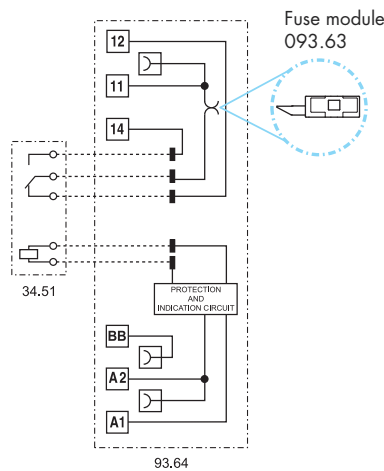 Fuse module
093.63
12
11
14
34.51
PROTECTION
AND
INDICATION CIRCUIT
BB
A2
A1
93.64